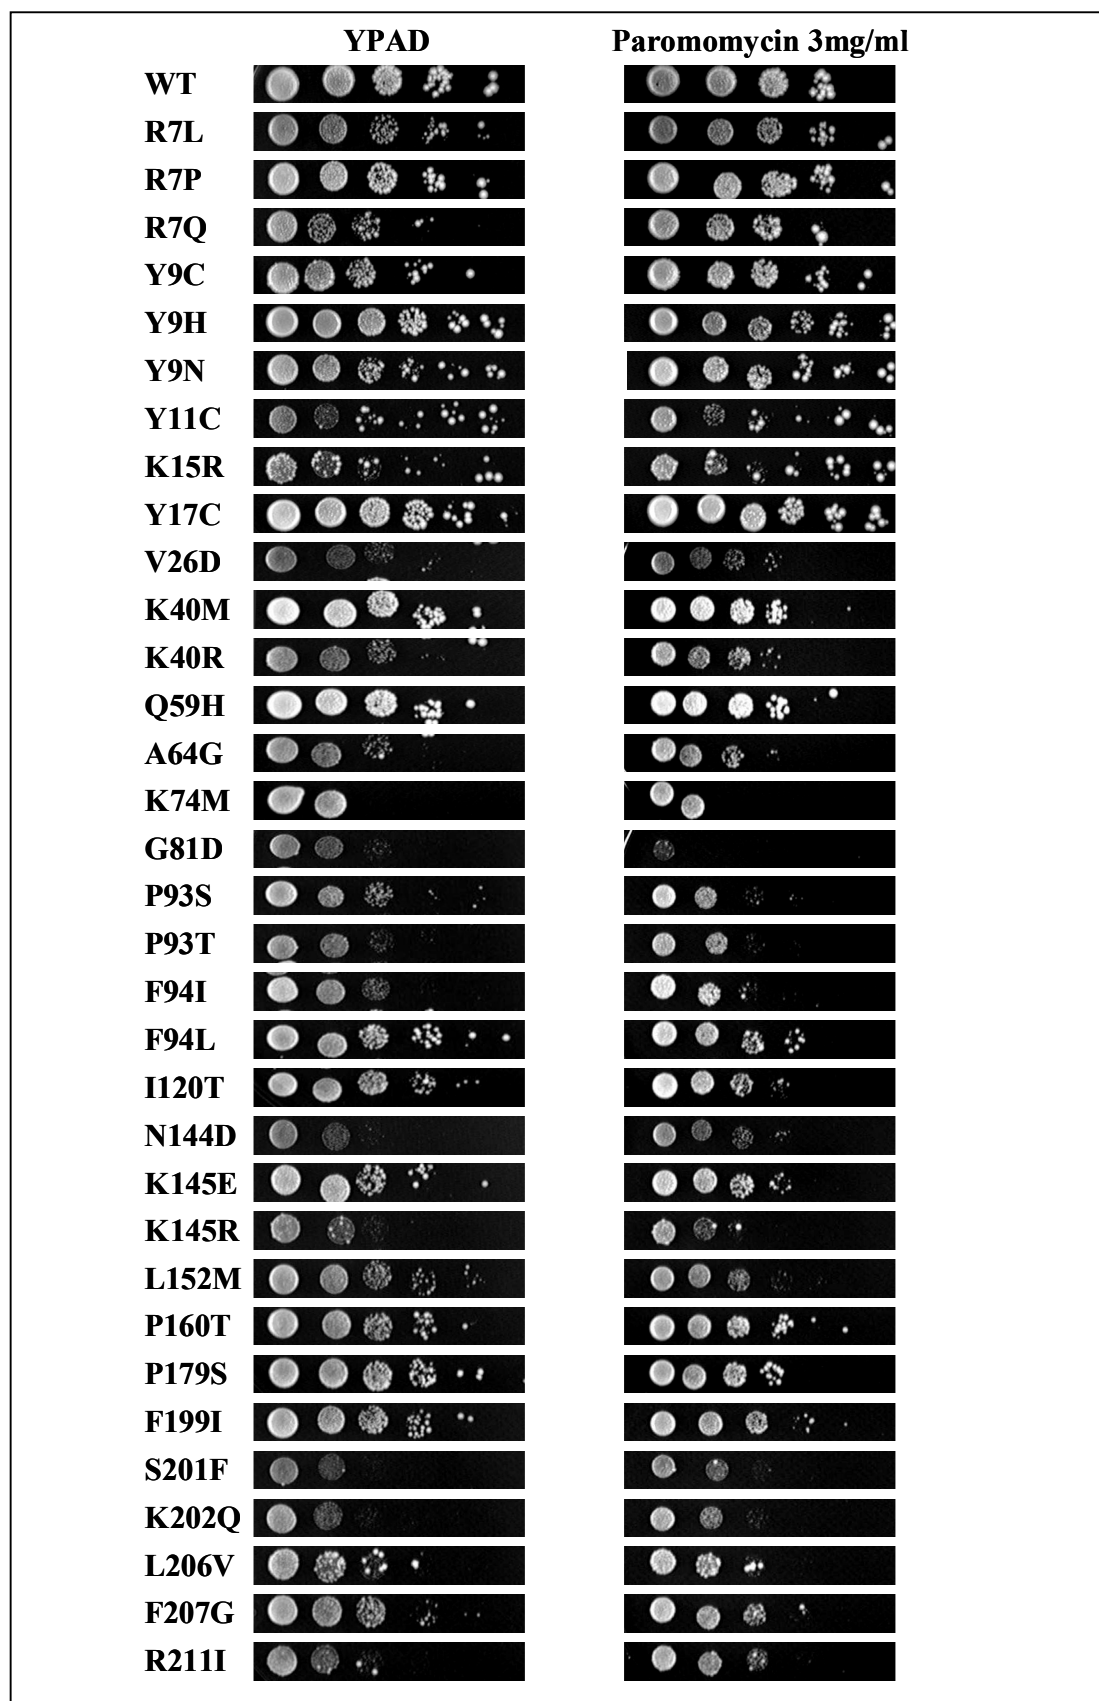 YPAD Paromomycin 3mg/ml
WT
R7L
R7P
R7Q
Y9C
Y9H
Y9N
Y11C
K15R
Y17C
V26D
K40M
K40R
Q59H
A64G
K74M
G81D
P93S
P93T
F94I
F94L
I120T
N144D
K145E
K145R
L152M
P160T
P179S
F199I
S201F
K202Q
L206V
F207G
R211I